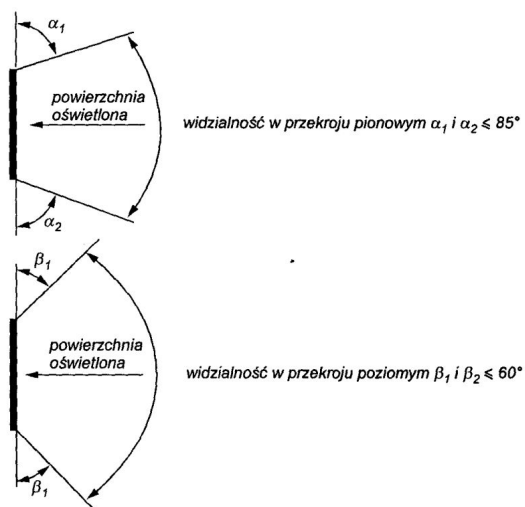 α1
powierzchnia
oświetlona
widzialność w przekroju pionowym α1 i α2 ⩽ 85°
α2
β1
powierzchnia
oświetlona
widzialność w przekroju poziomym β1 i β2 ⩽ 60°
β1